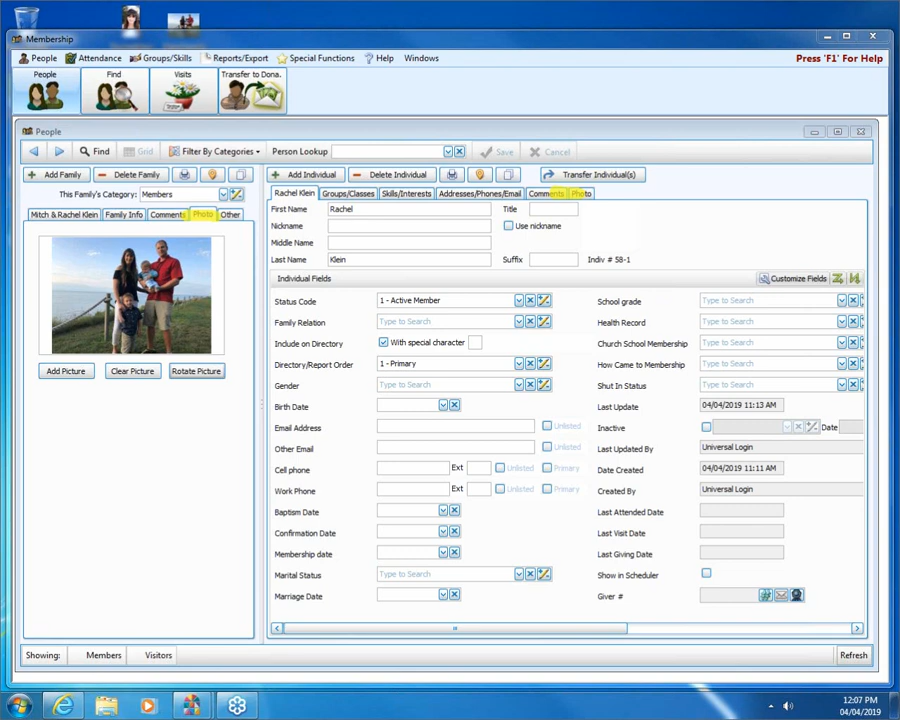 Membership
People Attendance Groups/Skills Reports/Export Special Functions Help Windows Press 'F1' For Help
People Find Visits Transfer to Dona.
People
Find Grid Filter By Categories Person Lookup Save Cancel
Add Family Delete Family Add Individual Delete Individual Transfer Individual(s)
This Family's Category: Members
Mitch & Rachel Klein Family Info Comments Photo Other
Add Picture Clear Picture Rotate Picture
Rachel Klein Groups/Classes Skills/Interests Addresses/Phones/Email Comments Photo
First Name Rachel Title
Nickname Use nickname
Middle Name
Last Name Klein Suffix Indiv # 58-1
Individual Fields Customize Fields
Status Code 1 - Active Member School grade Type to Search
Family Relation Type to Search Health Record Type to Search
Include on Directory With special character Church School Membership Type to Search
Directory/Report Order 1 - Primary How Came to Membership Type to Search
Gender Type to Search Shut In Status Type to Search
Birth Date Last Update 04/04/2019 11:13 AM
Email Address Unlisted Inactive Date
Other Email Unlisted Last Updated By Universal Login
Cell phone Ext Unlisted Primary Date Created 04/04/2019 11:11 AM
Work Phone Ext Unlisted Primary Created By Universal Login
Baptism Date Last Attended Date
Confirmation Date Last Visit Date
Membership date Last Giving Date
Marital Status Type to Search Show in Scheduler
Marriage Date Giver #
Showing: Members Visitors Refresh
12:07 PM
04/04/2019